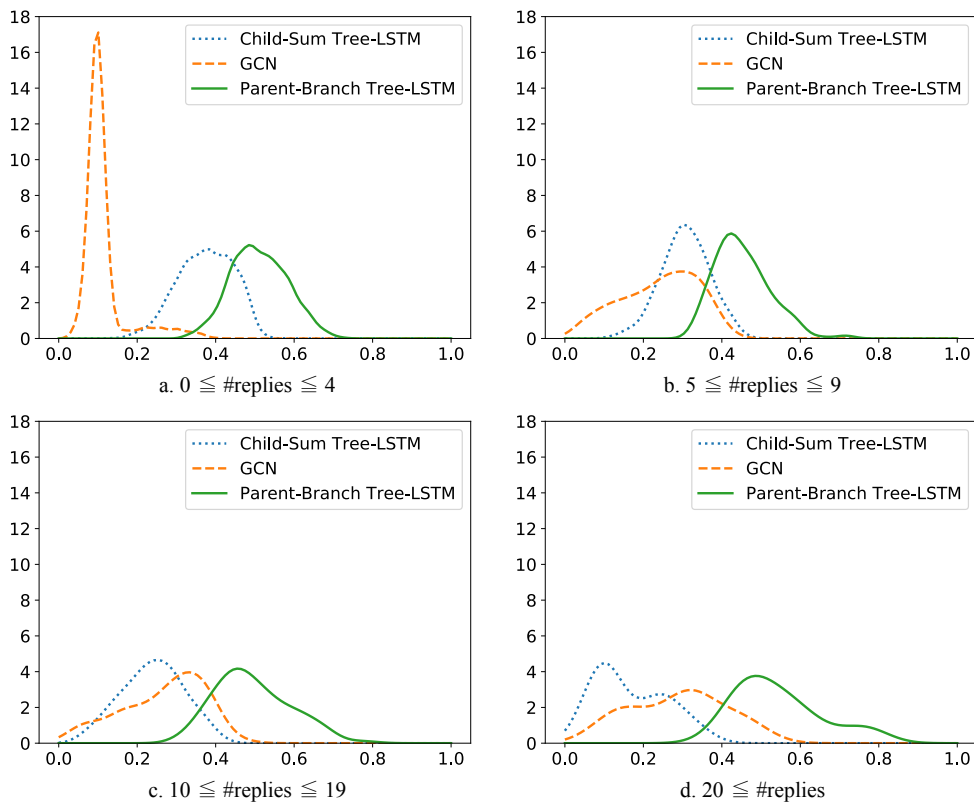 18
16
14
12
10
8
6
4
2
0
0.0 0.2 0.4 0.6 0.8 1.0
Child-Sum Tree-LSTM
GCN
Parent-Branch Tree-LSTM
a. 0 ≦ #replies ≦ 4
18
16
14
12
10
8
6
4
2
0
0.0 0.2 0.4 0.6 0.8 1.0
Child-Sum Tree-LSTM
GCN
Parent-Branch Tree-LSTM
b. 5 ≦ #replies ≦ 9
18
16
14
12
10
8
6
4
2
0
0.0 0.2 0.4 0.6 0.8 1.0
Child-Sum Tree-LSTM
GCN
Parent-Branch Tree-LSTM
c. 10 ≦ #replies ≦ 19
18
16
14
12
10
8
6
4
2
0
0.0 0.2 0.4 0.6 0.8 1.0
Child-Sum Tree-LSTM
GCN
Parent-Branch Tree-LSTM
d. 20 ≦ #replies